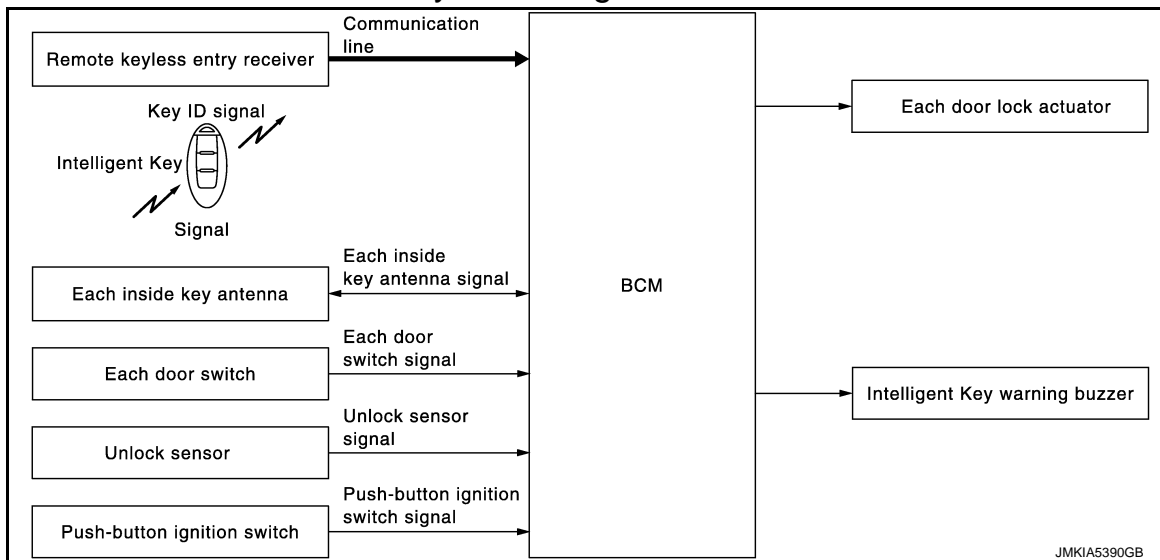 Communication
line
Remote keyless entry receiver
Key ID signal
Intelligent Key
Signal
Each inside
key antenna signal
Each inside key antenna
Each door
switch signal
Each door switch
Unlock sensor
signal
Unlock sensor
Push-button ignition
switch signal
Push-button ignition switch
BCM
Each door lock actuator
Intelligent Key warning buzzer
JMKIA5390GB